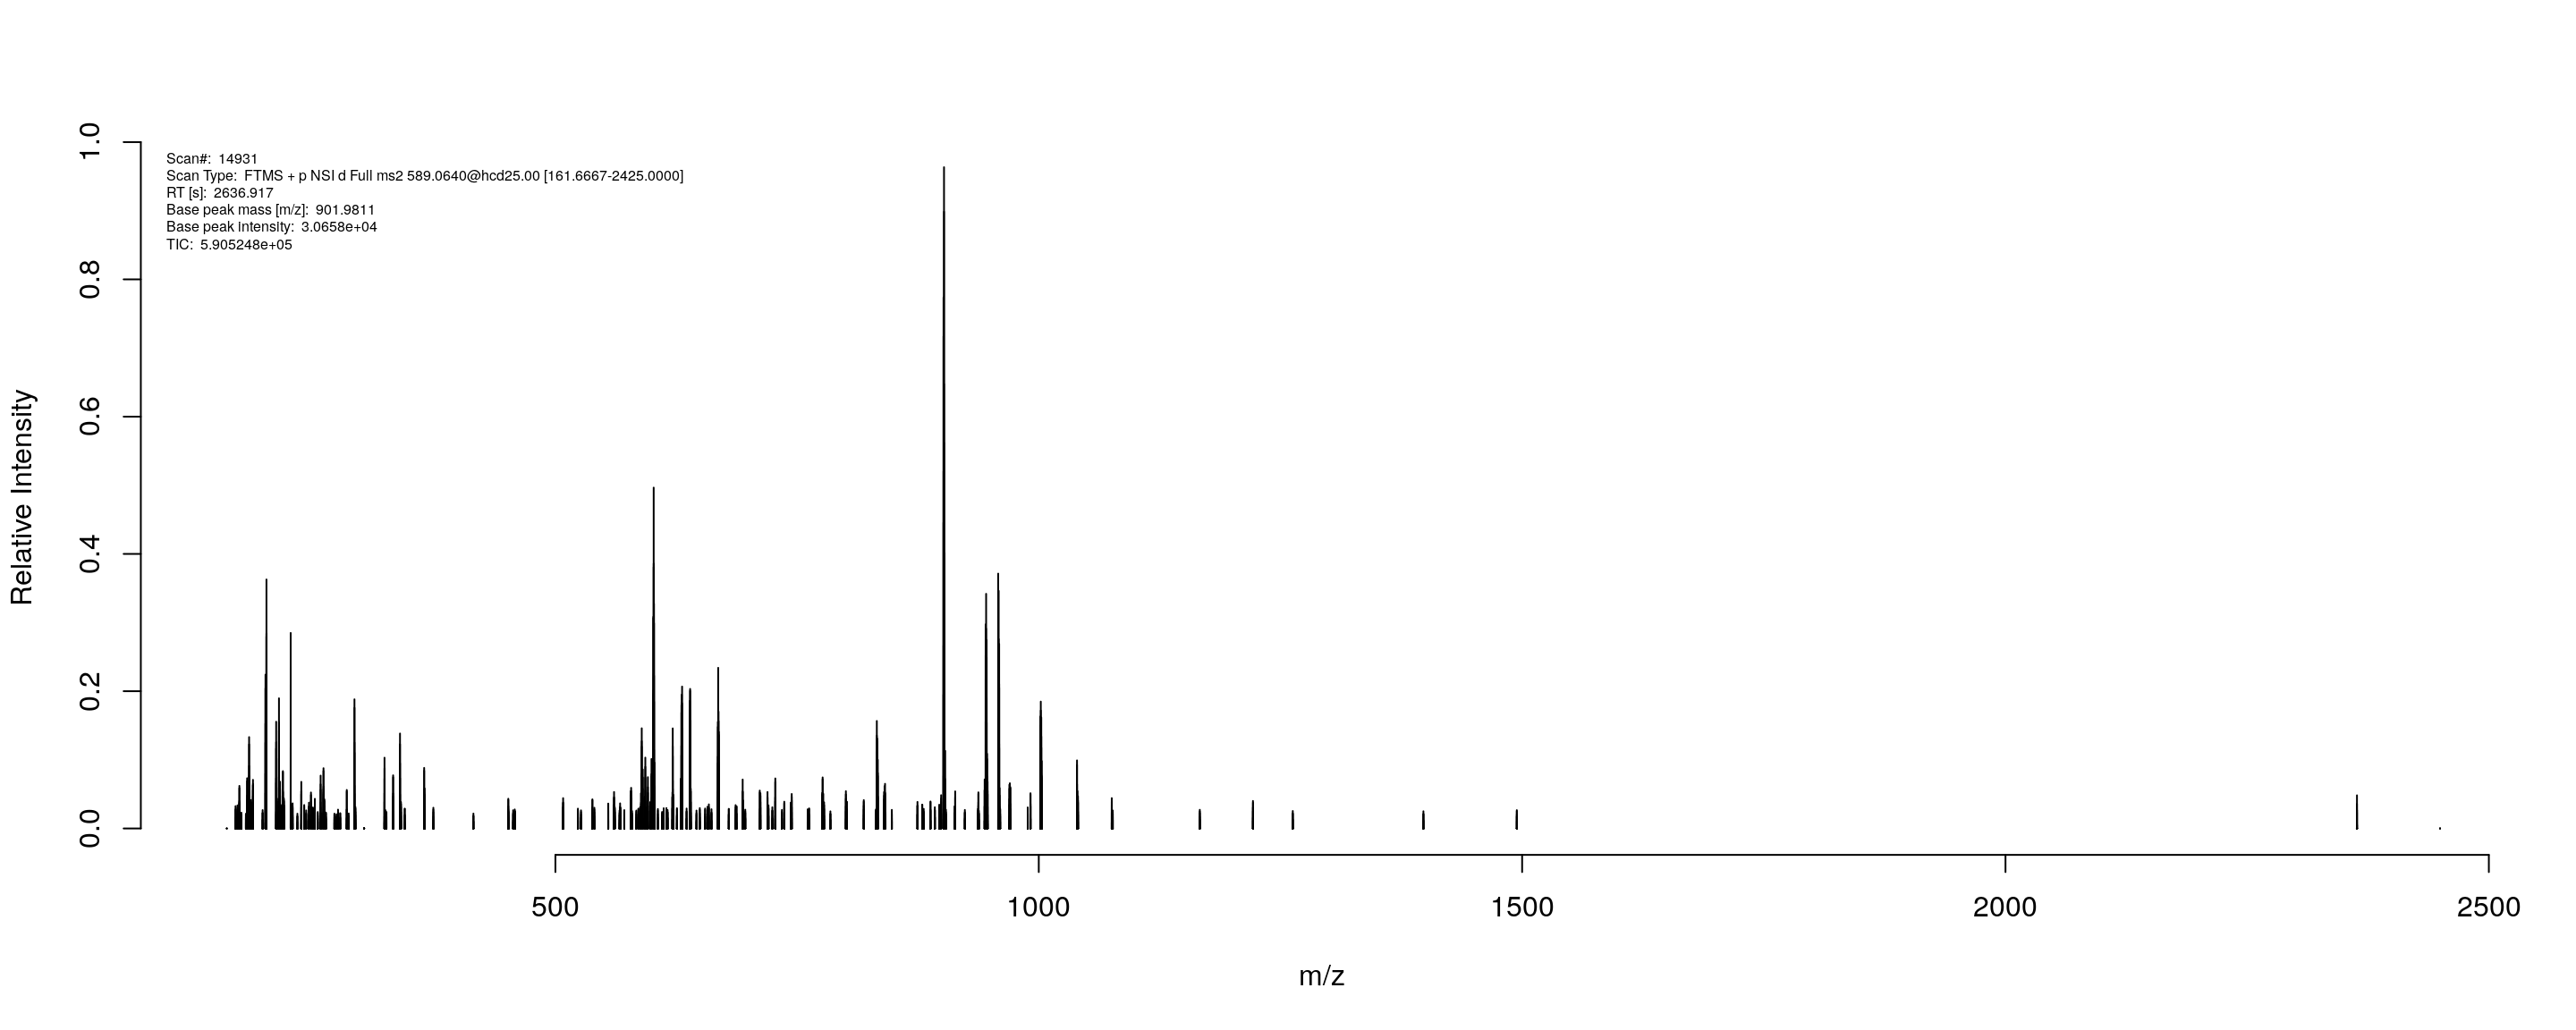 1.0
Scan#: 14931
Scan Type: FTMS + p NSI d Full ms2 589.0640@hcd25.00 [161.6667-2425.0000]
RT [s]: 2636.917
Base peak mass [m/z]: 901.9811
Base peak intensity: 3.0658e+04
TIC: 5.905248e+05
0.8
0.6
Relative Intensity
0.4
0.2
0.0
500 1000 1500 2000 2500
m/z